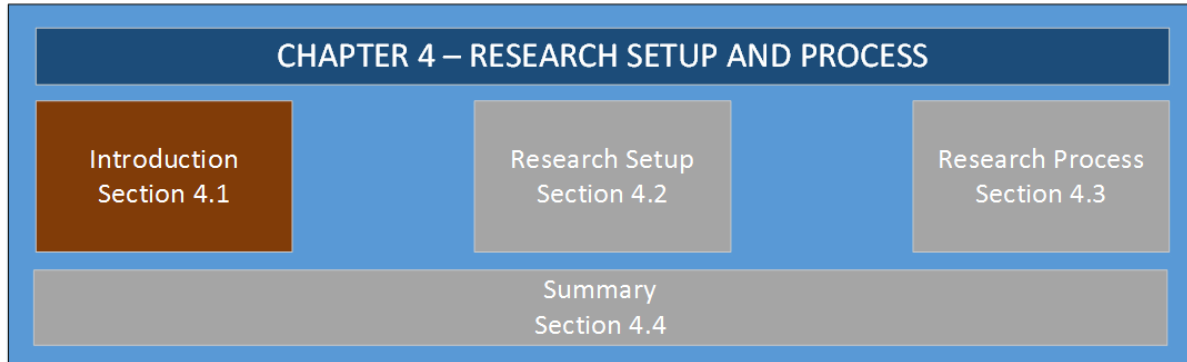 CHAPTER 4 – RESEARCH SETUP AND PROCESS
Introduction
Section 4.1
Research Setup
Section 4.2
Research Process
Section 4.3
Summary
Section 4.4